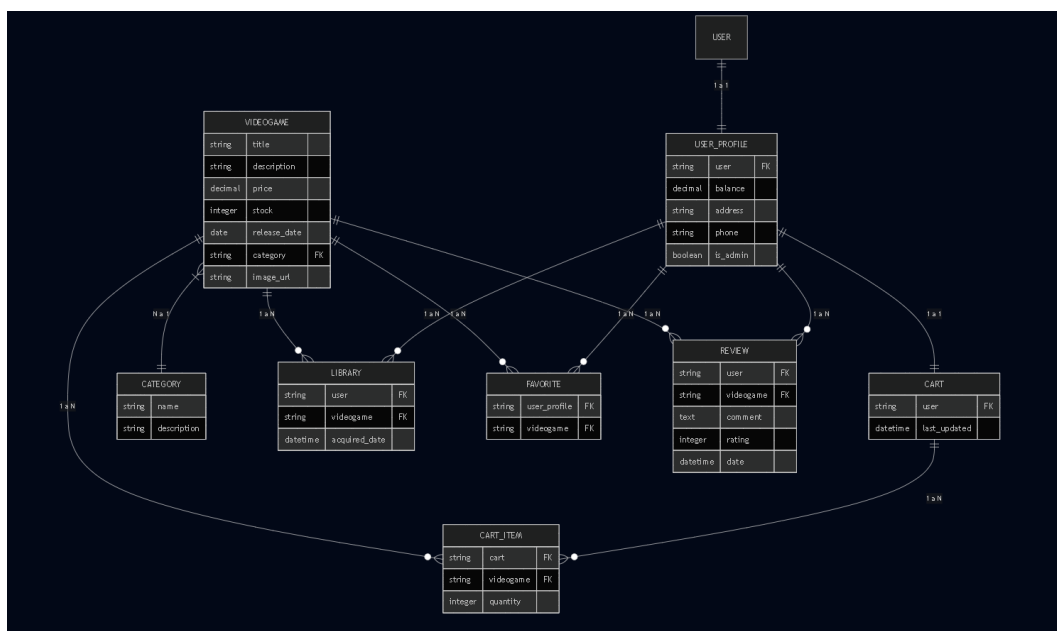 USER
1 a 1
VIDEOGAME
string title
string description
decimal price
integer stock
date release_date
string category FK
string image_url
USER_PROFILE
string user FK
decimal balance
string address
string phone
boolean is_admin
N a 1
1 a N
1 a N
1 a N
1 a N
1 a N
1 a 1
CATEGORY
string name
string description
LIBRARY
string user FK
string videogame FK
datetime acquired_date
FAVORITE
string user_profile FK
string videogame FK
REVIEW
string user FK
string videogame FK
text comment
integer rating
datetime date
CART
string user FK
datetime last_updated
1 a N
1 a N
1 a N
CART_ITEM
string cart FK
string videogame FK
integer quantity